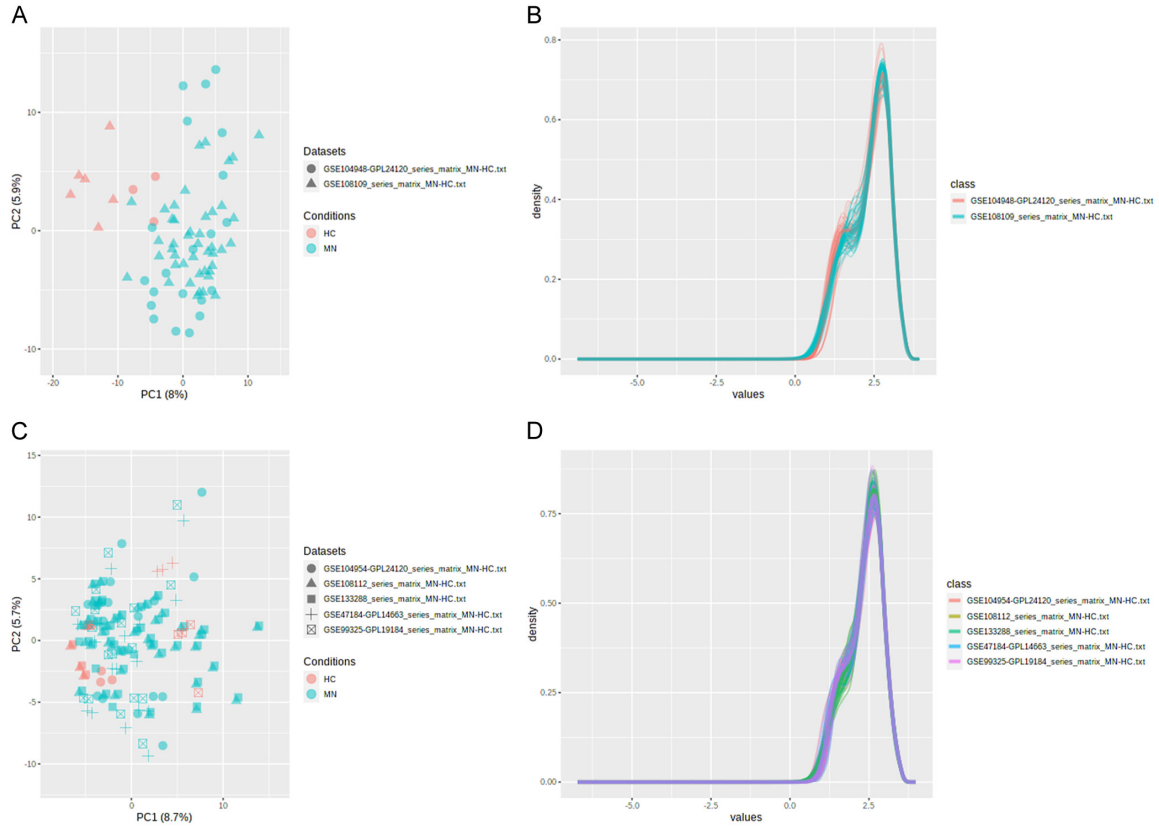 A
10
0
-10
PC2 (5.9%)
-20
-10
0
10
PC1 (8%)
Datasets
GSE104948-GPL24120_series_matrix_MN-HC.txt
GSE108109_series_matrix_MN-HC.txt
Conditions
HC
MN
B
0.8
0.6
0.4
0.2
0.0
density
-5.0
-2.5
0.0
2.5
values
class
GSE104948-GPL24120_series_matrix_MN-HC.txt
GSE108109_series_matrix_MN-HC.txt
C
15
10
5
0
-5
-10
PC2 (5.7%)
0
10
PC1 (8.7%)
Datasets
GSE104954-GPL24120_series_matrix_MN-HC.txt
GSE108112_series_matrix_MN-HC.txt
GSE133288_series_matrix_MN-HC.txt
GSE47184-GPL14663_series_matrix_MN-HC.txt
GSE99325-GPL19184_series_matrix_MN-HC.txt
Conditions
HC
MN
D
0.75
0.50
0.25
0.00
density
-5.0
-2.5
0.0
2.5
values
class
GSE104954-GPL24120_series_matrix_MN-HC.txt
GSE108112_series_matrix_MN-HC.txt
GSE133288_series_matrix_MN-HC.txt
GSE47184-GPL14663_series_matrix_MN-HC.txt
GSE99325-GPL19184_series_matrix_MN-HC.txt